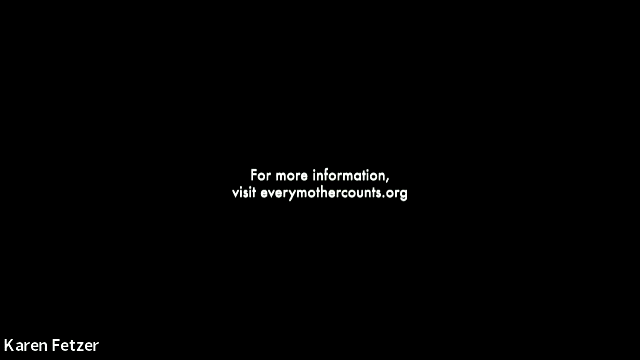 For more information,
visit everymothercounts.org
Karen Fetzer